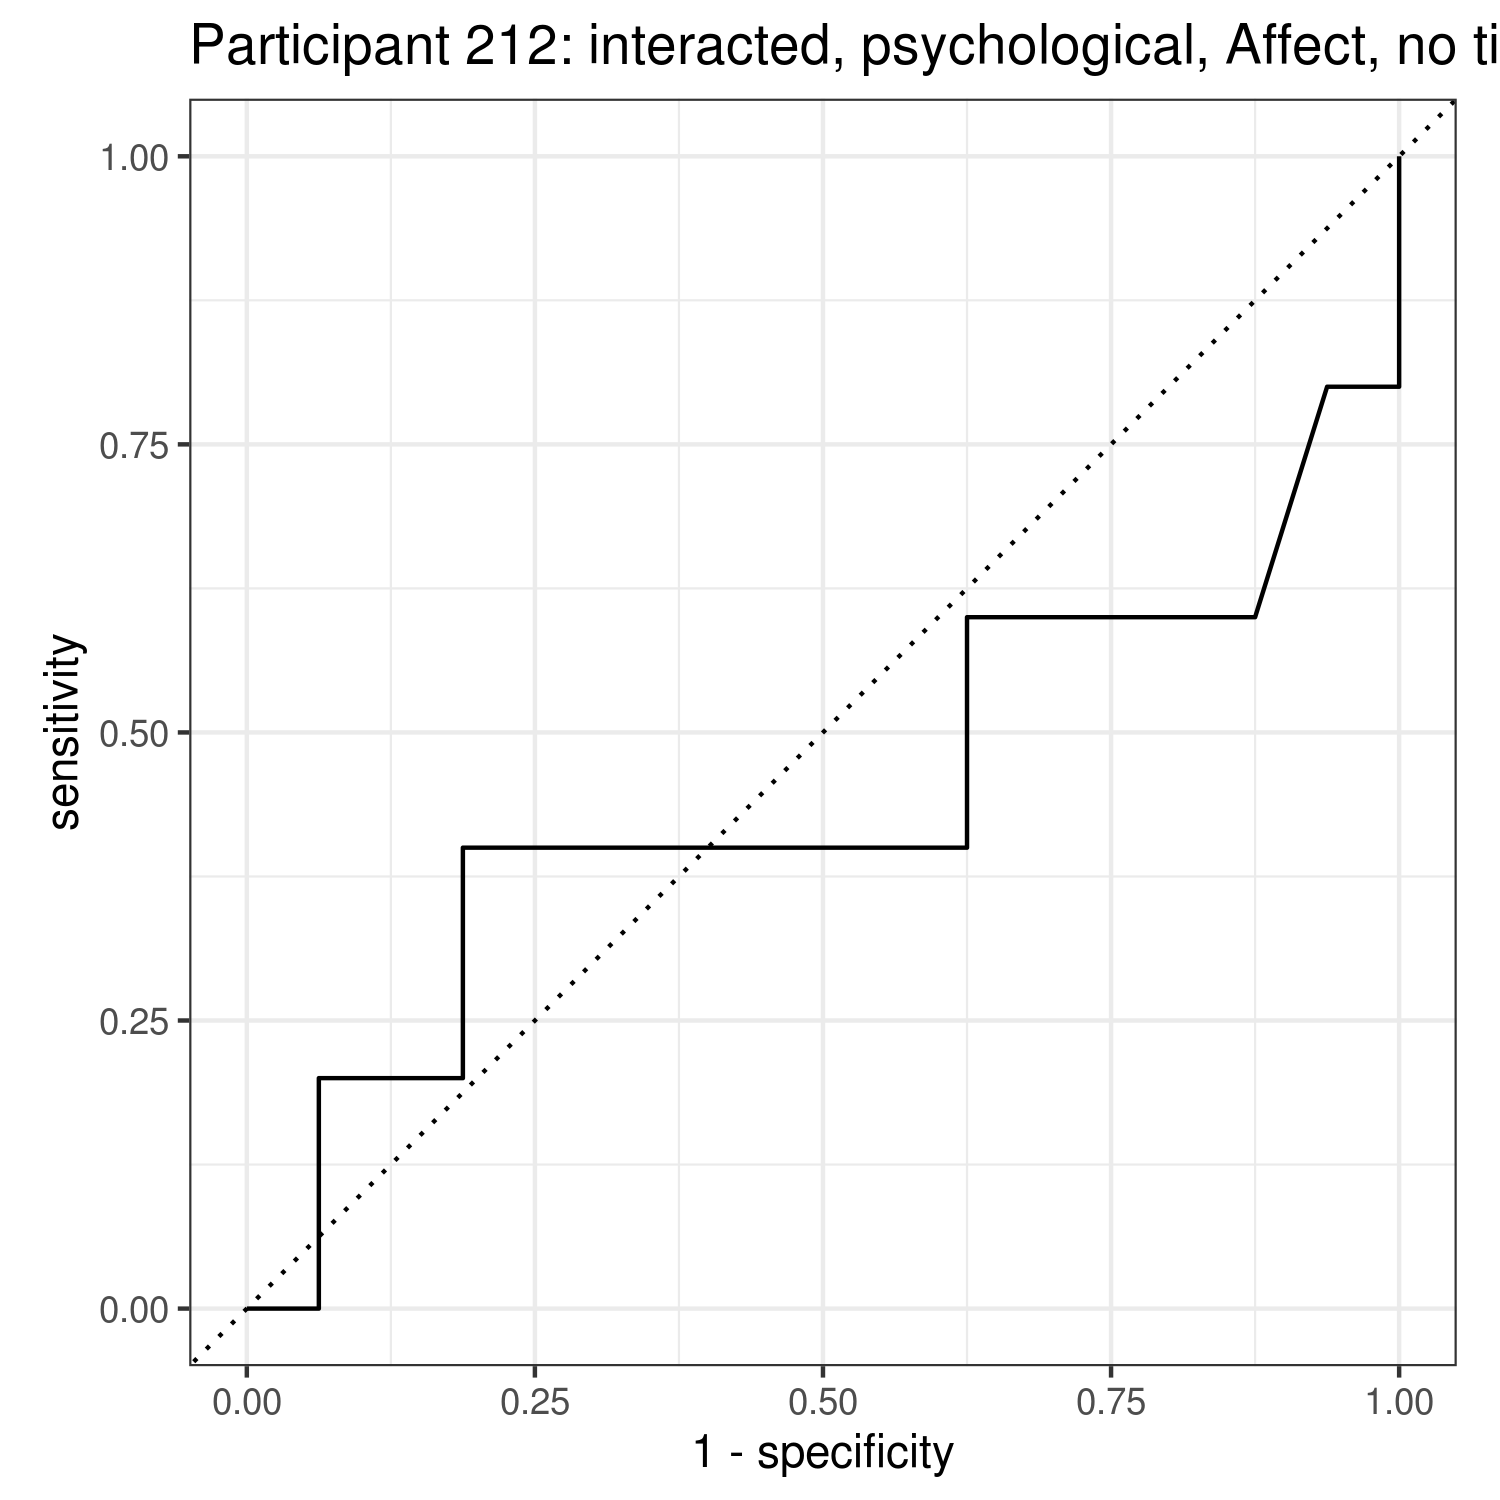 Participant 212: interacted, psychological, Affect, no ti
1.00
0.75
0.50
0.25
0.00
sensitivity
0.00 0.25 0.50 0.75 1.00
1 - specificity